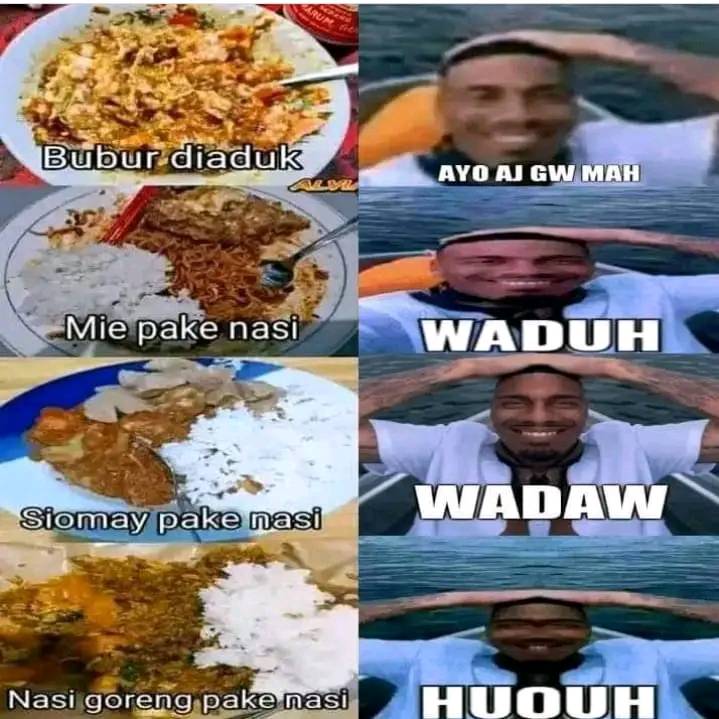 Bubur diaduk
AYO AJ GW MAH
Mie pake nasi
WADUH
Siomay pake nasi
WADAW
Nasi goreng pake nasi
HUOUH